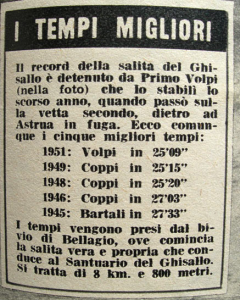 I TEMPI MIGLIORI
Il record della salita del Ghi-
sallo è detenuto da Primo Volpi
(nella foto) che lo stabilì lo
scorso anno, quando passò sul-
la vetta secondo, dietro ad
Astrua in fuga. Ecco comun-
que i cinque migliori tempi:
1951: Volpi in 25'09"
1949: Coppi in 25'15"
1948: Coppi in 25'20"
1946: Coppi in 27'03"
1945: Bartali in 27'33"
I tempi vengono presi dal bi-
vio di Bellagio, ove comincia
la salita vera e propria che con-
duce al Santuario del Ghisallo.
Si tratta di 8 km. e 800 metri.